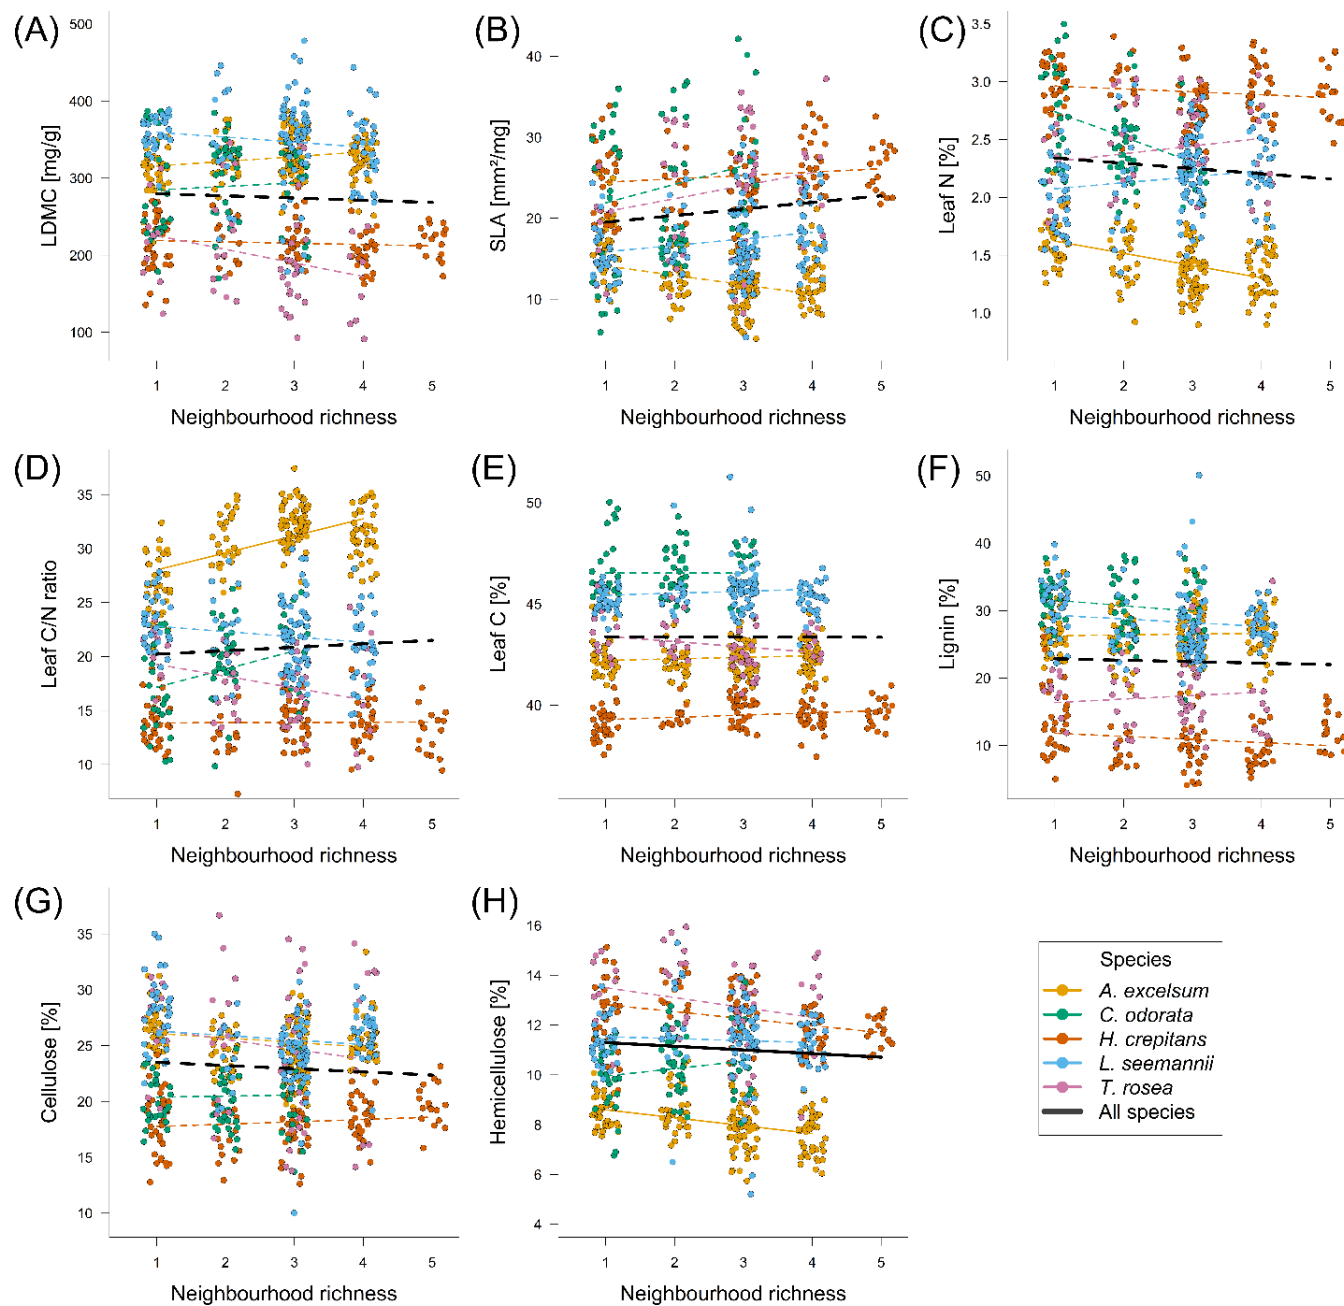 (A)
LDMC [mg/g]
500
400
300
200
100
1 2 3 4 5
Neighbourhood richness
(B)
SLA [mm²/mg]
40
30
20
10
1 2 3 4 5
Neighbourhood richness
(C)
Leaf N [%]
3.5
3.0
2.5
2.0
1.5
1.0
1 2 3 4 5
Neighbourhood richness
(D)
Leaf C/N ratio
35
30
25
20
15
10
1 2 3 4 5
Neighbourhood richness
(E)
Leaf C [%]
50
45
40
1 2 3 4 5
Neighbourhood richness
(F)
Lignin [%]
50
40
30
20
10
1 2 3 4 5
Neighbourhood richness
(G)
Cellulose [%]
35
30
25
20
15
10
1 2 3 4 5
Neighbourhood richness
(H)
Hemicellulose [%]
16
14
12
10
8
6
4
1 2 3 4 5
Neighbourhood richness
Species
A. excelsum
C. odorata
H. crepitans
L. seemannii
T. rosea
All species